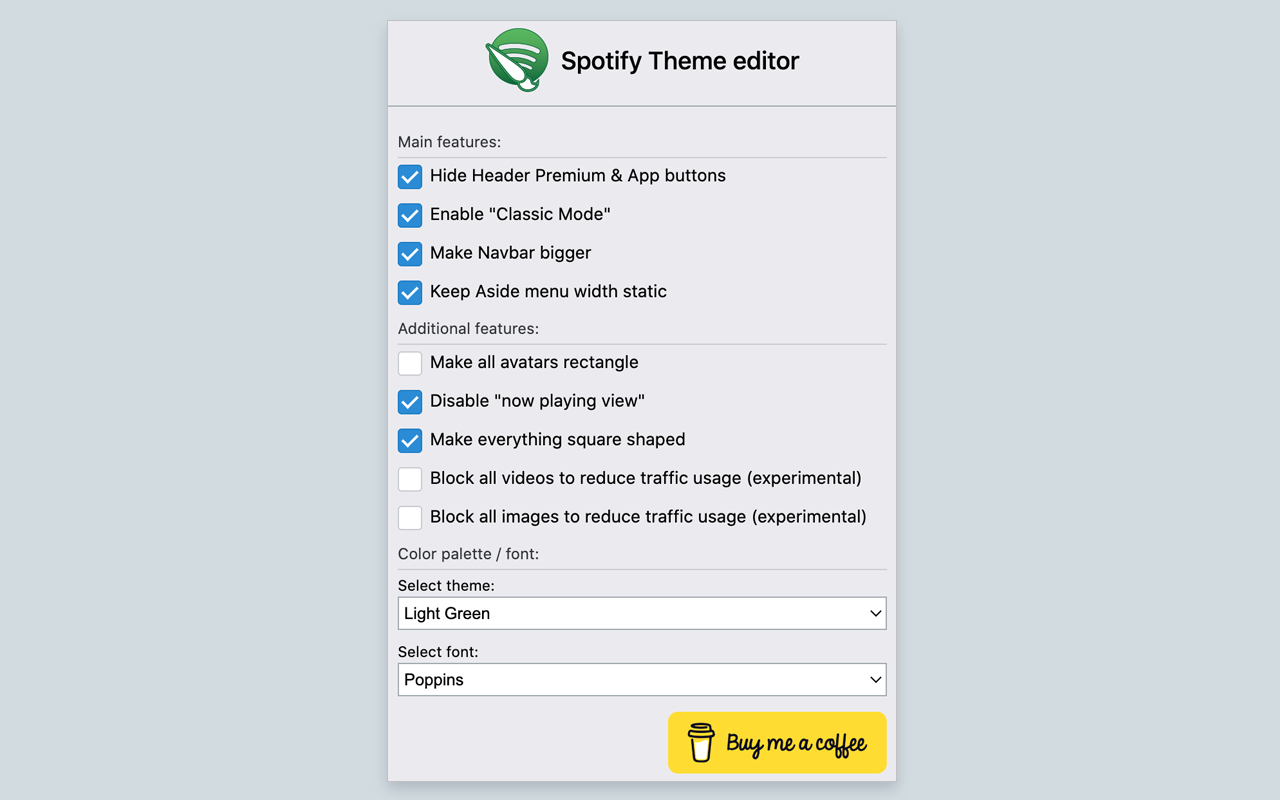 Spotify Theme editor
Main features:
Hide Header Premium & App buttons
Enable "Classic Mode"
Make Navbar bigger
Keep Aside menu width static
Additional features:
Make all avatars rectangle
Disable "now playing view"
Make everything square shaped
Block all videos to reduce traffic usage (experimental)
Block all images to reduce traffic usage (experimental)
Color palette / font:
Select theme:
Light Green
Select font:
Poppins
Buy me a coffee